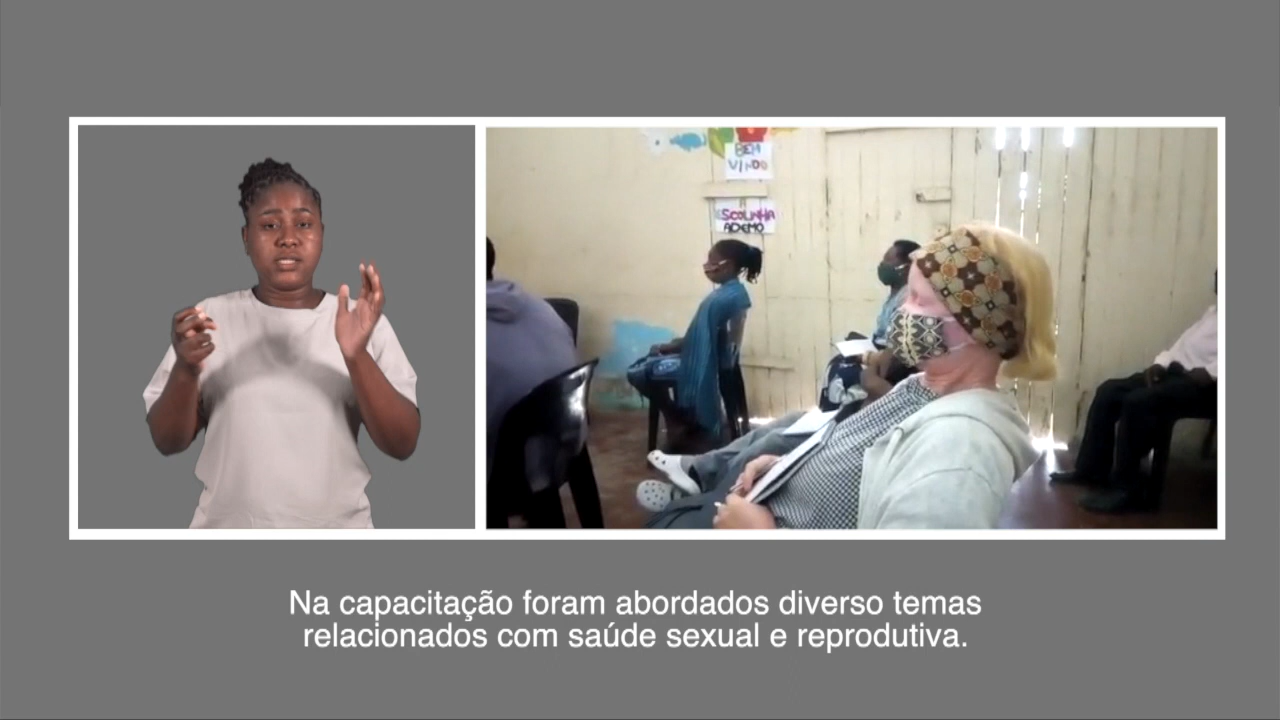 BEM
VINDO
ESCOLINHA
ADEMO
Na capacitação foram abordados diverso temas
relacionados com saúde sexual e reprodutiva.